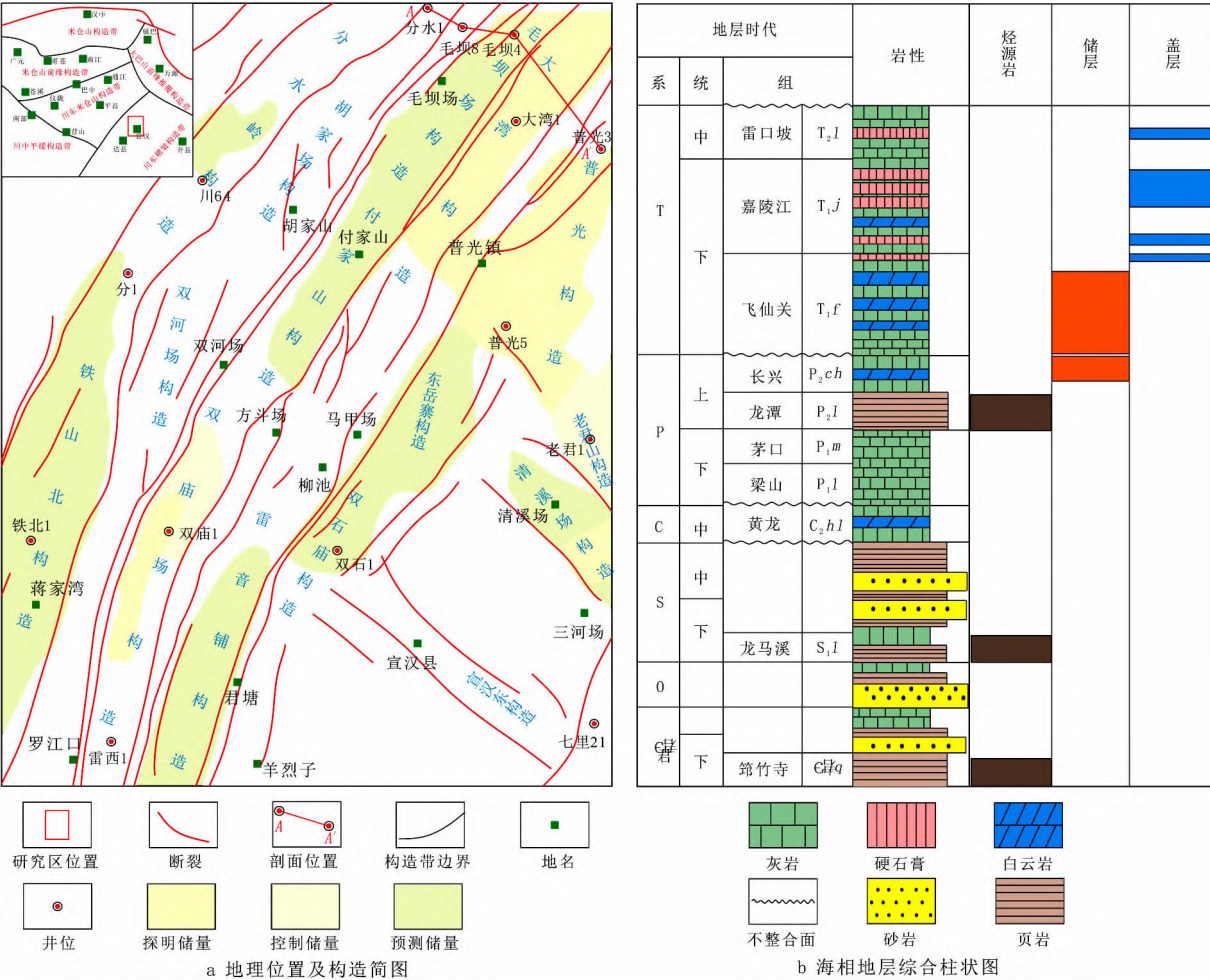 汉中
米仓山构造带
镇巴
广元
旺苍
南江
米仓山前缘构造带
大巴山前缘推覆构造带
万源
通江
苍溪
巴中
仪陇
川东米仓山构造带
平县
南部
营山
宣汉
川中平缓构造带
达县
开县
川东褶皱构造带
A
分水1
毛坝8
毛坝4
毛坝场
大湾1
普光3
A′
川64
胡家山
付家山
普光镇
分1
双河场
普光5
方斗场
马甲场
老君1
柳池
清溪场
铁北1
双庙1
双石1
蒋家湾
三河场
宣汉县
君塘
罗江口
雷西1
羊烈子
七里21
分水岭构造
胡家场构造
毛坝场构造
大湾构造
普光构造
付家山构造
双河场构造
东岳寨构造
老君山构造
清溪场构造
铁山北构造
双庙场构造
双石庙构造
雷音铺构造
宣汉东构造
研究区位置
断裂
A
A′
剖面位置
构造带边界
地名
井位
探明储量
控制储量
预测储量
a 地理位置及构造简图
地层时代
岩性
烃源岩
储层
盖层
系
统
组
T
中
雷口坡
T₂l
下
嘉陵江
T₁j
飞仙关
T₁f
P
上
长兴
P₂ch
龙潭
P₂l
下
茅口
P₁m
梁山
P₁l
C
中
黄龙
C₂hl
S
中
下
龙马溪
S₁l
O
下
筇竹寺
灰岩
硬石膏
白云岩
不整合面
砂岩
页岩
b 海相地层综合柱状图